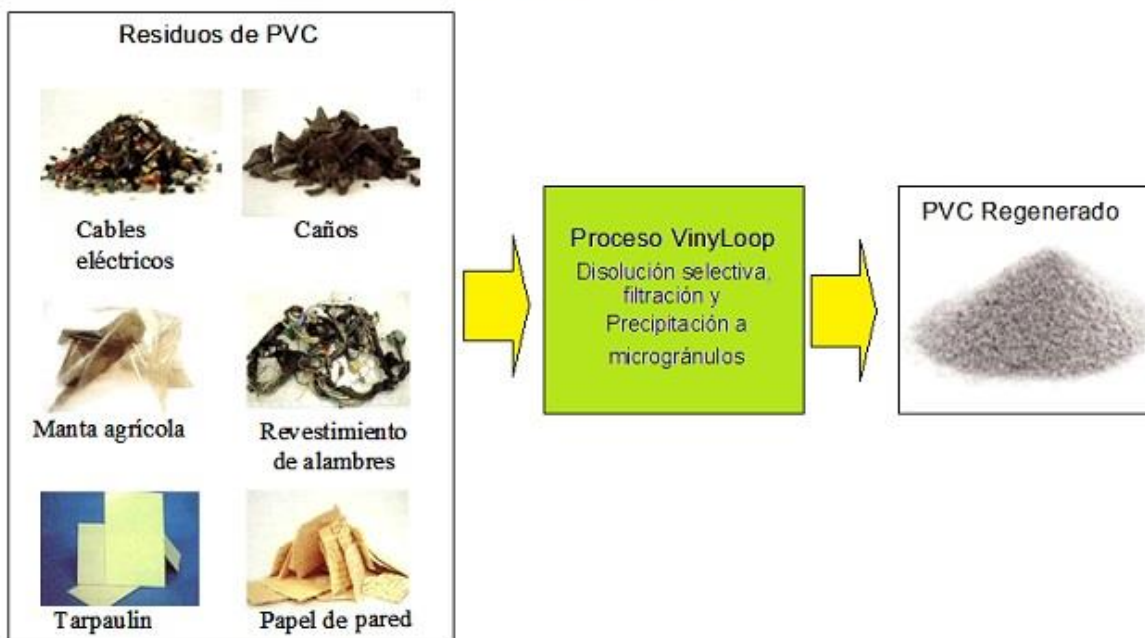 Residuos de PVC
Cables
eléctricos
Caños
Manta agrícola
Revestimiento
de alambres
Tarpaulin
Papel de pared
Proceso VinyLoop
Disolución selectiva,
filtración y
Precipitación a
microgránulos
PVC Regenerado